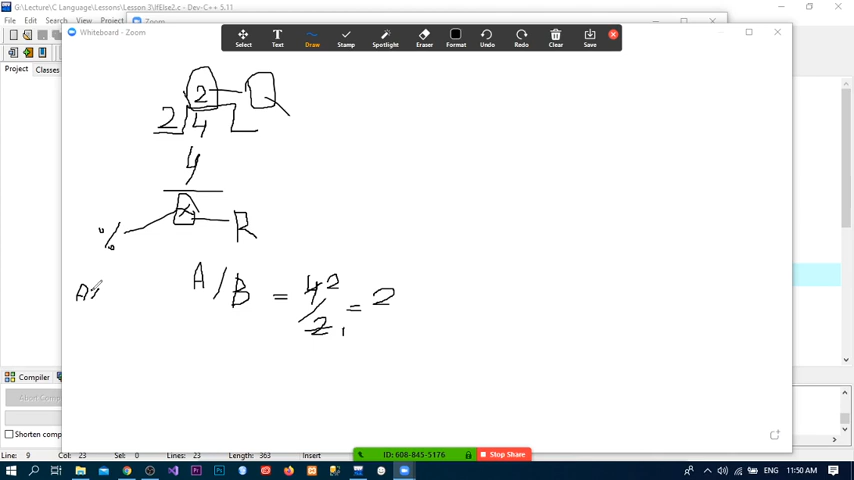 G:\Lecture\C Language\Lessons\Lesson 3\IfElse2.c - Dev-C++ 5.11
File Edit Search View Project
Zoom
Whiteboard - Zoom
Select Text Draw Stamp Spotlight Eraser Format Undo Redo Clear Save
Project Classes
2 Q
2 4
4
R
%
A / B = 4 2 / 2 1 = 2
A
Compiler
Abort Comp
Shorten comp
Line: 9 Col: 23 Sel: 0 Lines: 23 Length: 363 Insert
ID: 608-845-5176 Stop Share
ENG 11:50 AM